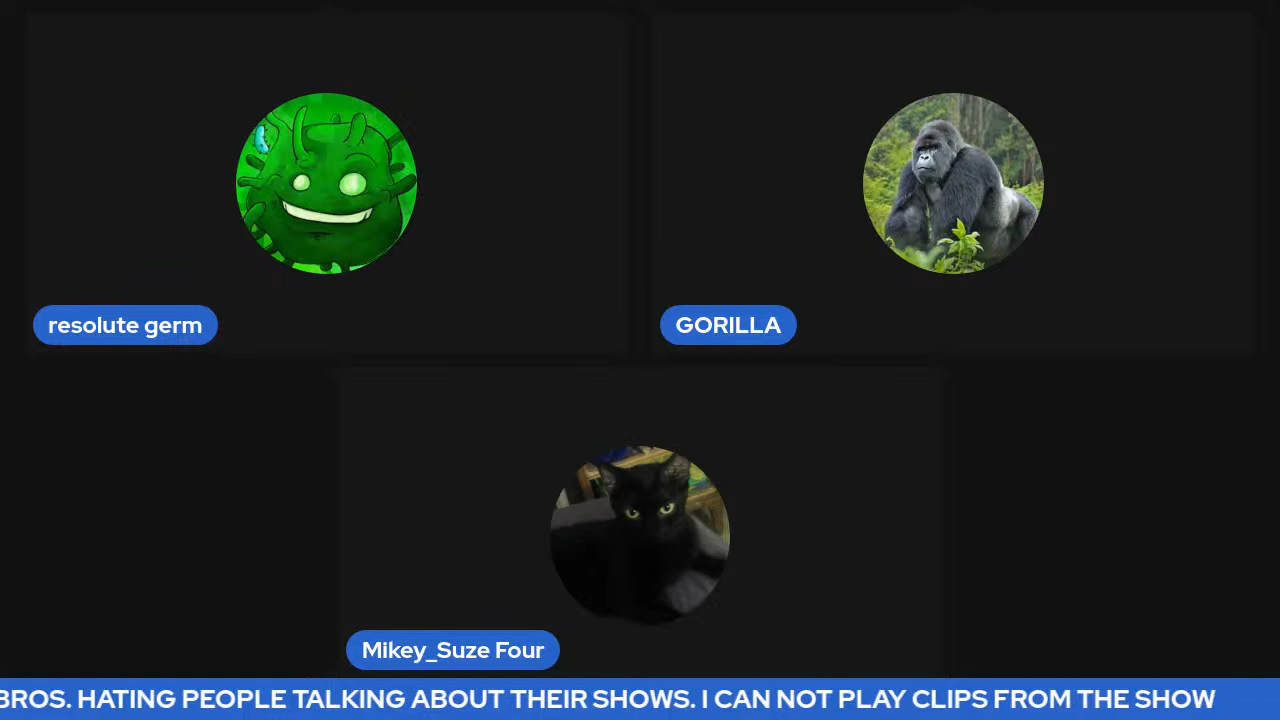 resolute germ
GORILLA
Mikey_Suze Four
BROS. HATING PEOPLE TALKING ABOUT THEIR SHOWS. I CAN NOT PLAY CLIPS FROM THE SHOW